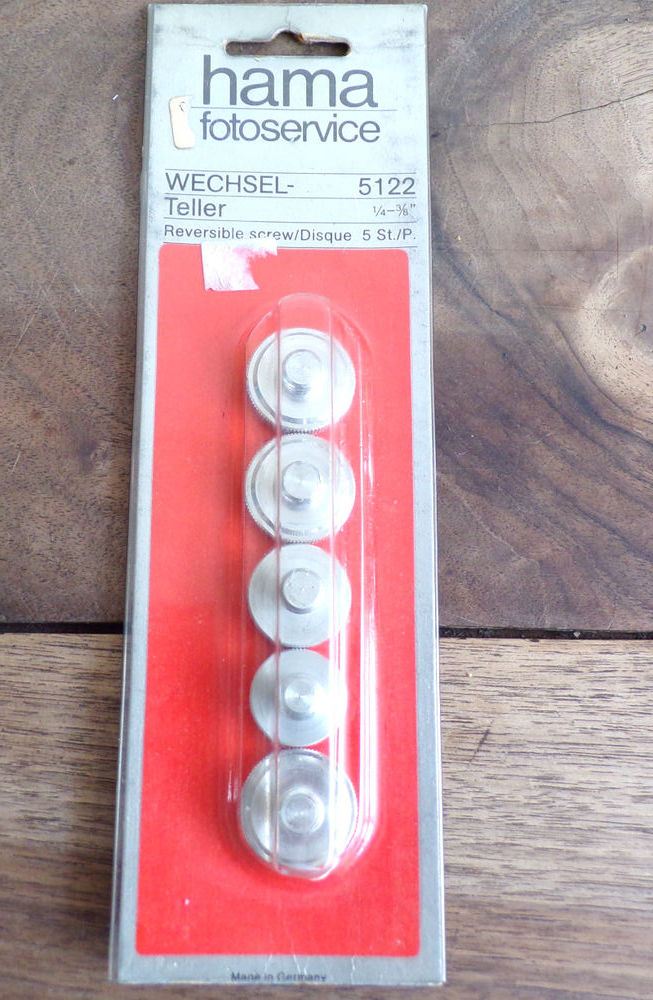 hama
fotoservice
WECHSEL- 5122
Teller ¼–⅜"
Reversible screw/Disque 5 St./P.
Made in Germany